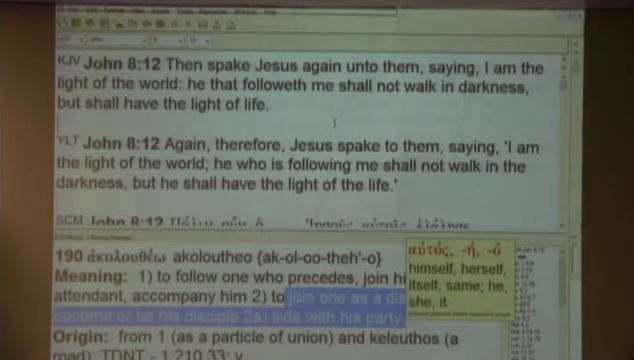 KJV John 8:12 Then spake Jesus again unto them, saying, I am the
light of the world: he that followeth me shall not walk in darkness,
but shall have the light of life.
YLT John 8:12 Again, therefore, Jesus spake to them, saying, 'I am
the light of the world; he who is following me shall not walk in the
darkness, but he shall have the light of the life.'
SCM John 8:12
190 ἀκολουθέω akoloutheo {ak-ol-oo-theh'-o}
Meaning: 1) to follow one who precedes, join hi
attendant, accompany him 2) to join one as a dis
become or be his disciple 2a) side with his party
Origin: from 1 (as a particle of union) and keleuthos (a
road); TDNT - 1:210,33; v
αὐτός, -ή, -ό
himself, herself,
itself, same; he,
she, it